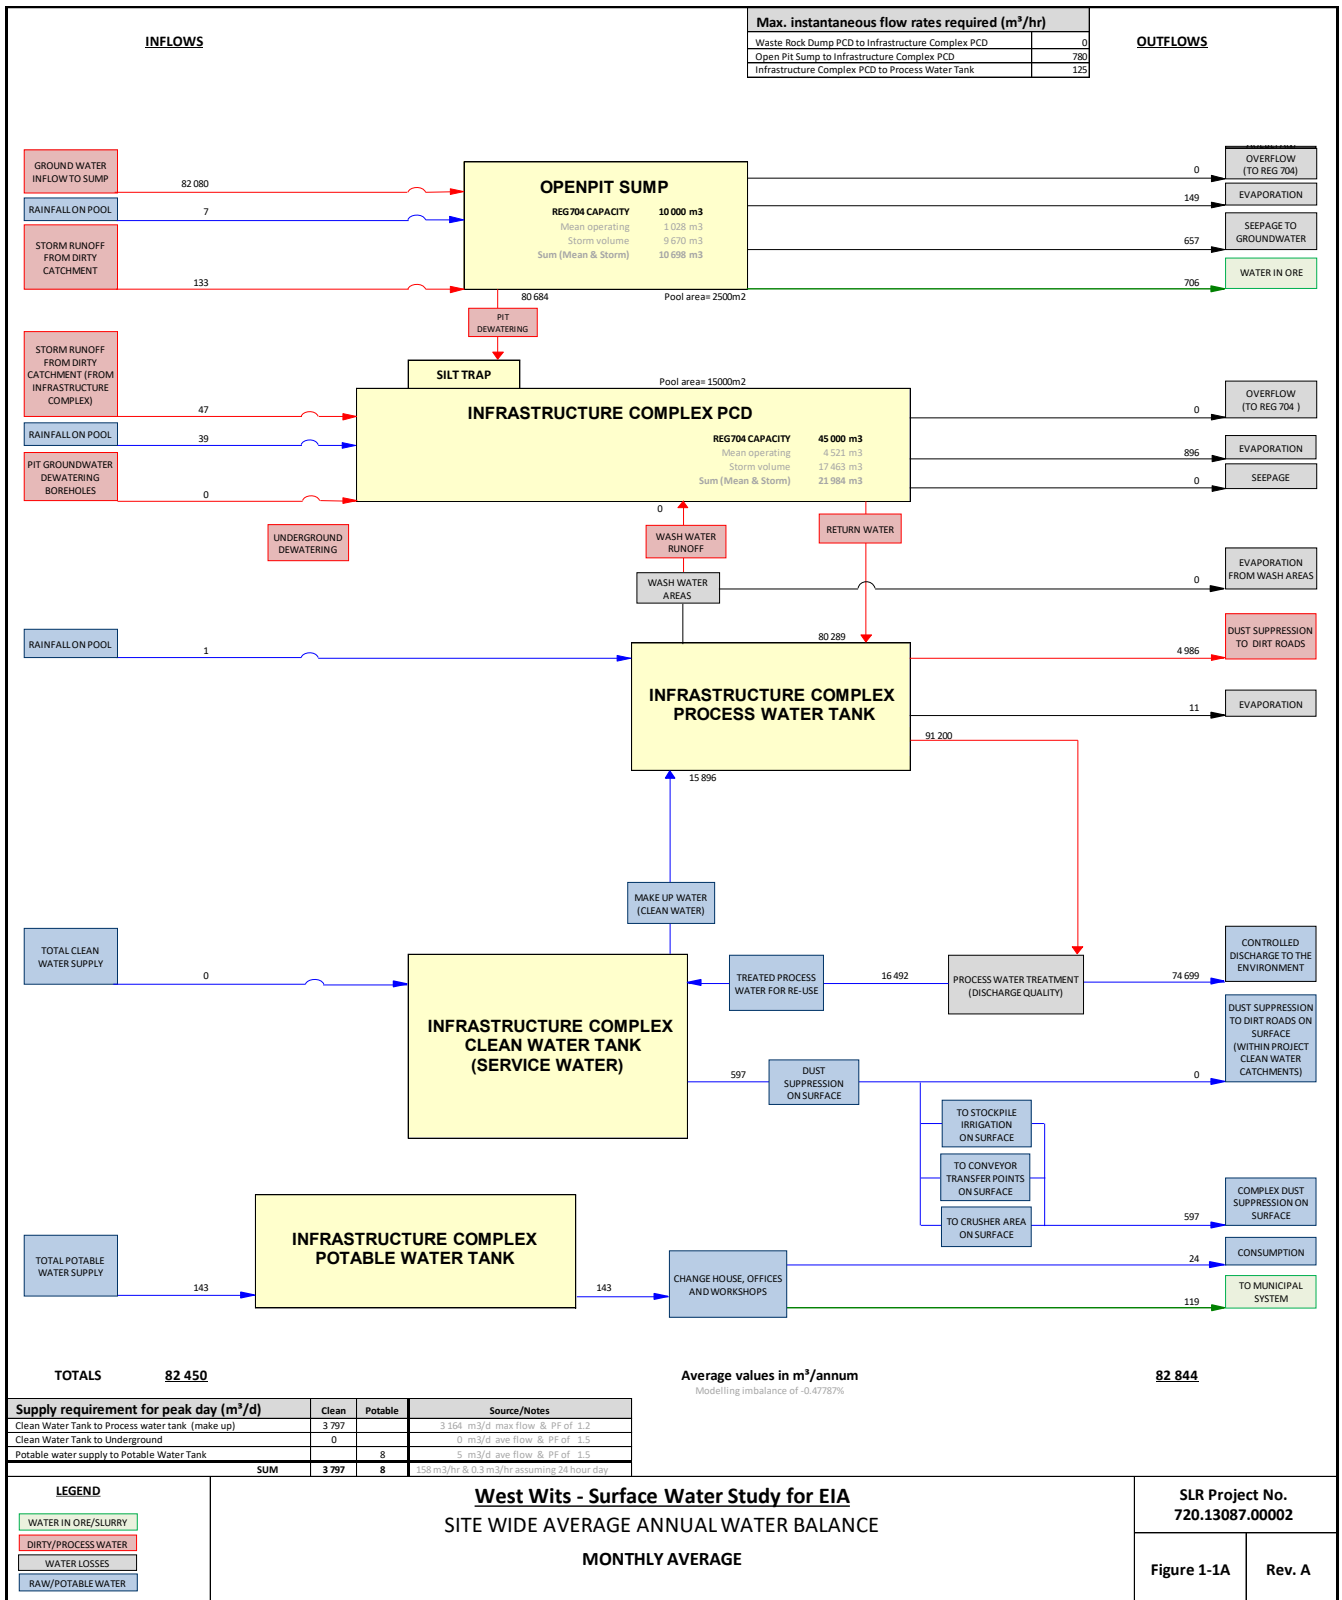 INFLOWS
Max. instantaneous flow rates required (m³/hr)
Waste Rock Dump PCD to Infrastructure Complex PCD 0
Open Pit Sump to Infrastructure Complex PCD 780
Infrastructure Complex PCD to Process Water Tank 125
OUTFLOWS
GROUND WATER
INFLOW TO SUMP
82 080
RAINFALL ON POOL
7
STORM RUNOFF
FROM DIRTY
CATCHMENT
133
OPENPIT SUMP
REG704 CAPACITY 10 000 m3
Mean operating 1 028 m3
Storm volume 9 670 m3
Sum (Mean & Storm) 10 698 m3
Pool area= 2500m2
0
OVERFLOW
(TO REG 704)
149
EVAPORATION
657
SEEPAGE TO
GROUNDWATER
706
WATER IN ORE
80 684
PIT
DEWATERING
STORM RUNOFF
FROM DIRTY
CATCHMENT (FROM
INFRASTRUCTURE
COMPLEX)
47
RAINFALL ON POOL
39
PIT GROUNDWATER
DEWATERING
BOREHOLES
0
SILT TRAP
Pool area= 15000m2
INFRASTRUCTURE COMPLEX PCD
REG704 CAPACITY 45 000 m3
Mean operating 4 521 m3
Storm volume 17 463 m3
Sum (Mean & Storm) 21 984 m3
0
OVERFLOW
(TO REG 704 )
896
EVAPORATION
0
SEEPAGE
UNDERGROUND
DEWATERING
0
WASH WATER
RUNOFF
RETURN WATER
WASH WATER
AREAS
0
EVAPORATION
FROM WASH AREAS
RAINFALL ON POOL
1
80 289
INFRASTRUCTURE COMPLEX
PROCESS WATER TANK
4 986
DUST SUPPRESSION
TO DIRT ROADS
11
EVAPORATION
91 200
15 896
MAKE UP WATER
(CLEAN WATER)
TOTAL CLEAN
WATER SUPPLY
0
INFRASTRUCTURE COMPLEX
CLEAN WATER TANK
(SERVICE WATER)
TREATED PROCESS
WATER FOR RE-USE
16 492
PROCESS WATER TREATMENT
(DISCHARGE QUALITY)
74 699
CONTROLLED
DISCHARGE TO THE
ENVIRONMENT
597
DUST
SUPPRESSION
ON SURFACE
0
DUST SUPPRESSION
TO DIRT ROADS ON
SURFACE
(WITHIN PROJECT
CLEAN WATER
CATCHMENTS)
TO STOCKPILE
IRRIGATION
ON SURFACE
TO CONVEYOR
TRANSFER POINTS
ON SURFACE
TO CRUSHER AREA
ON SURFACE
597
COMPLEX DUST
SUPPRESSION ON
SURFACE
TOTAL POTABLE
WATER SUPPLY
143
INFRASTRUCTURE COMPLEX
POTABLE WATER TANK
143
CHANGE HOUSE, OFFICES
AND WORKSHOPS
24
CONSUMPTION
119
TO MUNICIPAL
SYSTEM
TOTALS 82 450
Average values in m³/annum
Modelling imbalance of -0.47787%
82 844
Supply requirement for peak day (m³/d) Clean Potable Source/Notes
Clean Water Tank to Process water tank (make up) 3 797 3 164 m3/d max flow & PF of 1.2
Clean Water Tank to Underground 0 0 m3/d ave flow & PF of 1.5
Potable water supply to Potable Water Tank 8 5 m3/d ave flow & PF of 1.5
SUM 3 797 8 158 m3/hr & 0.3 m3/hr assuming 24 hour day
LEGEND
WATER IN ORE/SLURRY
DIRTY/PROCESS WATER
WATER LOSSES
RAW/POTABLE WATER
West Wits - Surface Water Study for EIA
SITE WIDE AVERAGE ANNUAL WATER BALANCE
MONTHLY AVERAGE
SLR Project No.
720.13087.00002
Figure 1-1A
Rev. A